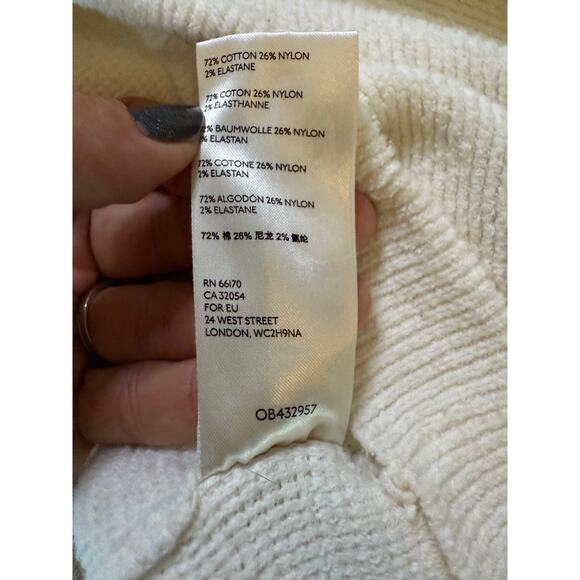 72% COTTON 26% NYLON
2% ELASTANE
72% COTON 26% NYLON
2% ÉLASTHANNE
72% BAUMWOLLE 26% NYLON
2% ELASTAN
72% COTONE 26% NYLON
2% ELASTAN
72% ALGODÓN 26% NYLON
2% ELASTANE
72% 棉 26% 尼龙 2% 氨纶
RN 66170
CA 32054
FOR EU
24 WEST STREET
LONDON, WC2H9NA
OB432957